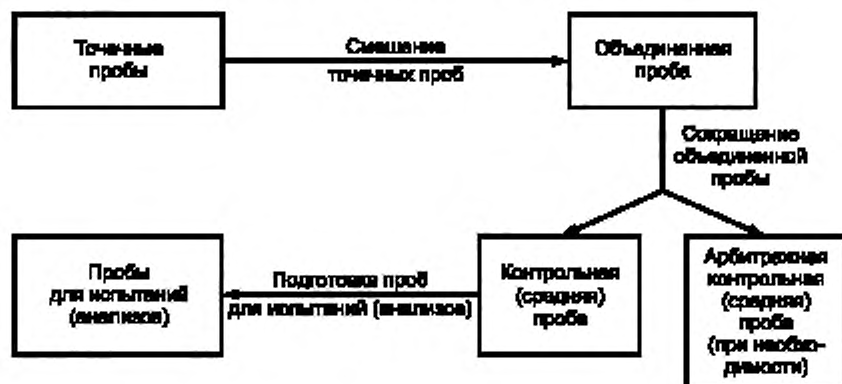 Точечные
пробы
Смешание
точечных проб
Объединенная
проба
Сокращение
объединенной
пробы
Пробы
для испытаний
(анализов)
Подготовка проб
для испытаний (анализов)
Контрольная
(средняя)
проба
Арбитражная
контрольная
(средняя)
проба
(при необхо-
димости)